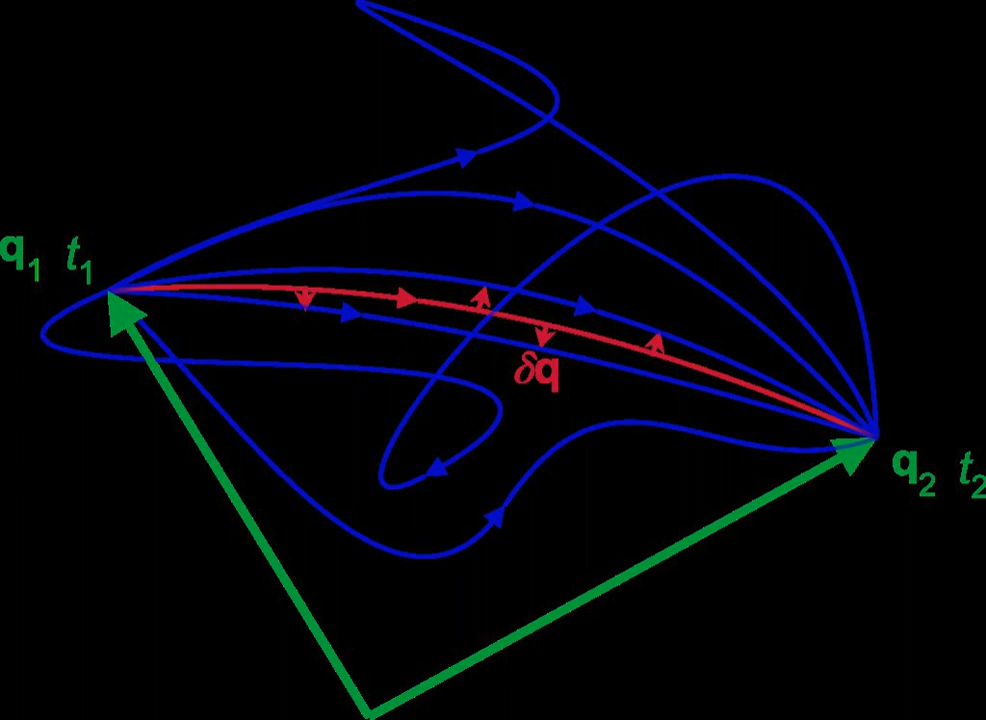 q₁ t₁
δq
q₂ t₂